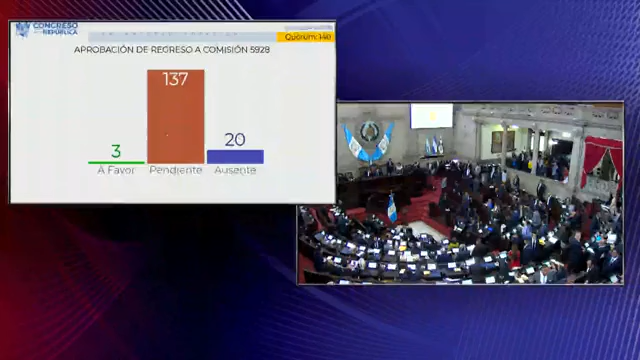 CONGRESO
REPÚBLICA
Quórum: 140
APROBACIÓN DE REGRESO A COMISIÓN 5928
137
20
3
A Favor Pendiente Ausente